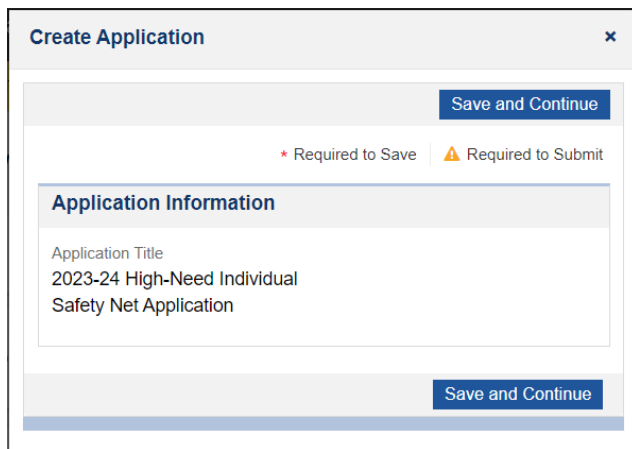 Create Application ×
Save and Continue
* Required to Save Required to Submit
Application Information
Application Title
2023-24 High-Need Individual
Safety Net Application
Save and Continue